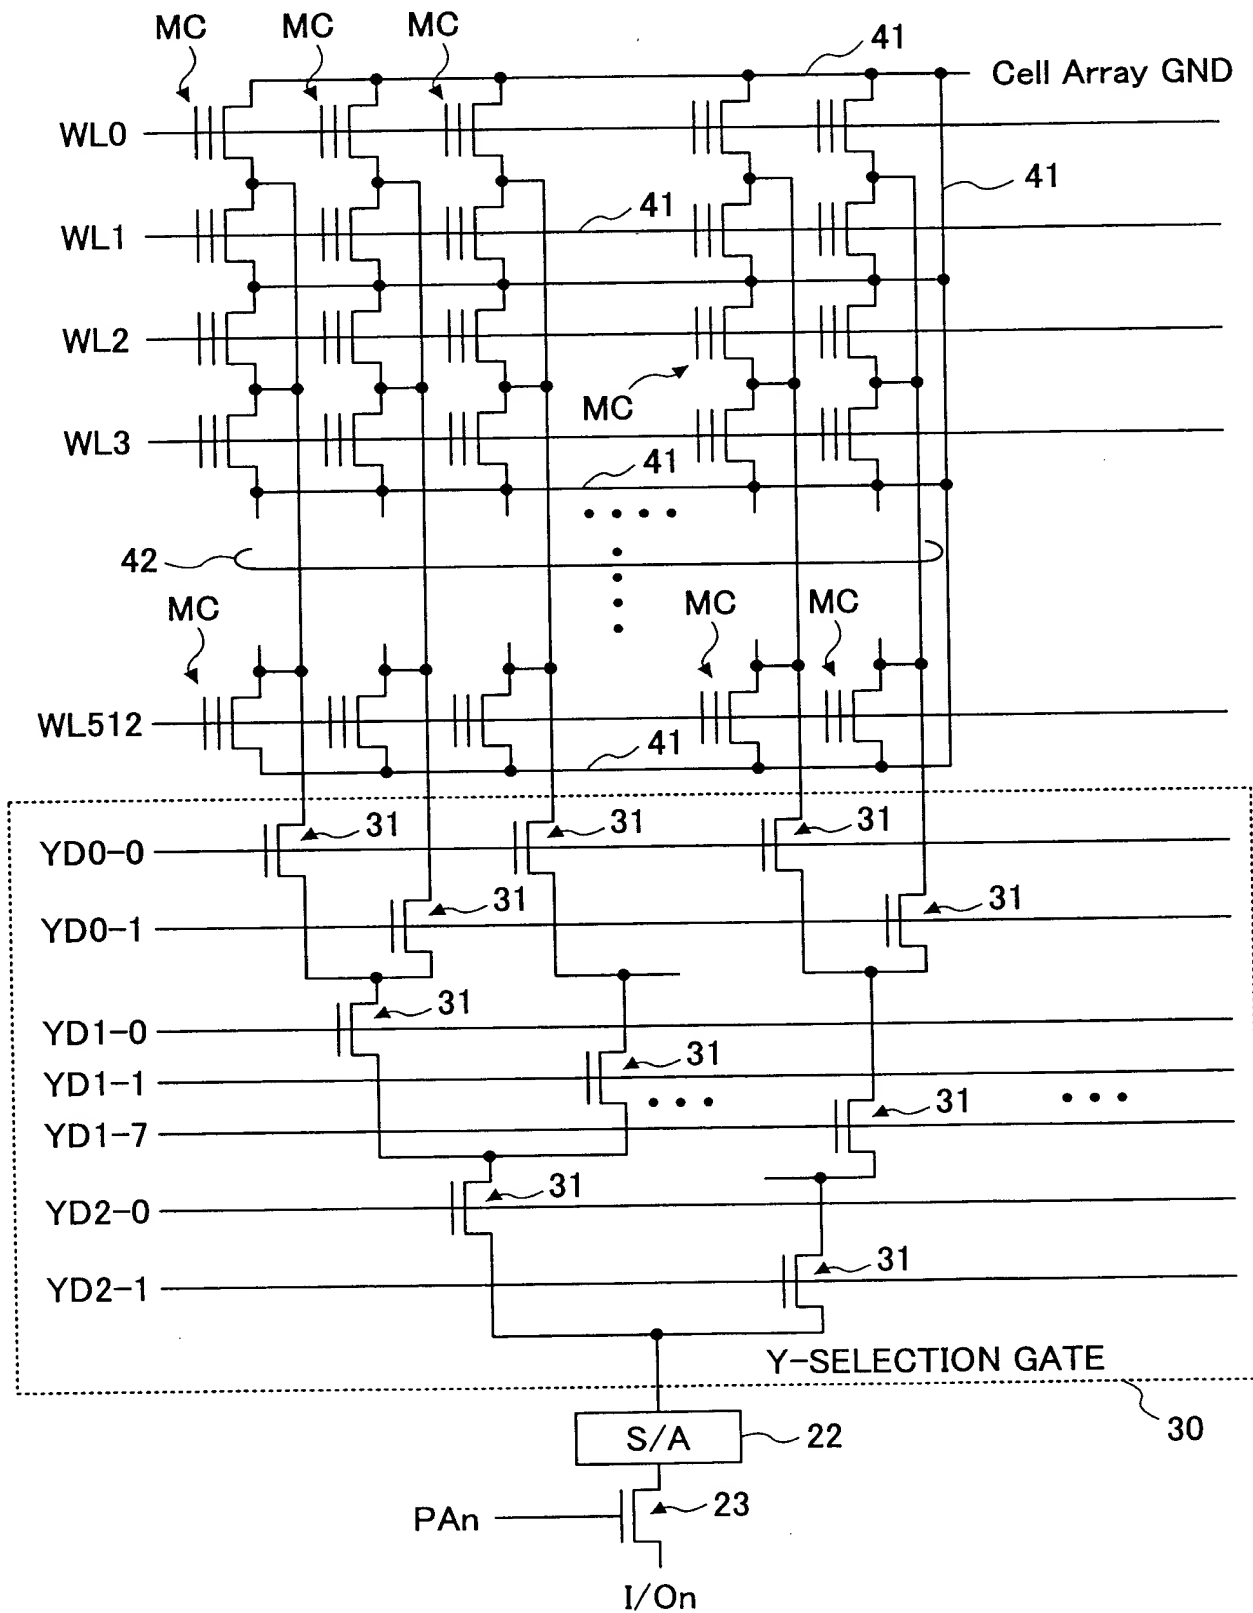 MC MC MC
41
Cell Array GND
WL0
41
41
WL1
WL2
MC
WL3
41
42
MC MC MC
WL512
41
YD0-0 31 31 31
YD0-1 31 31
31
YD1-0
YD1-1 31
31
YD1-7
YD2-0 31
YD2-1 31
Y-SELECTION GATE
30
S/A 22
PAn 23
I/On